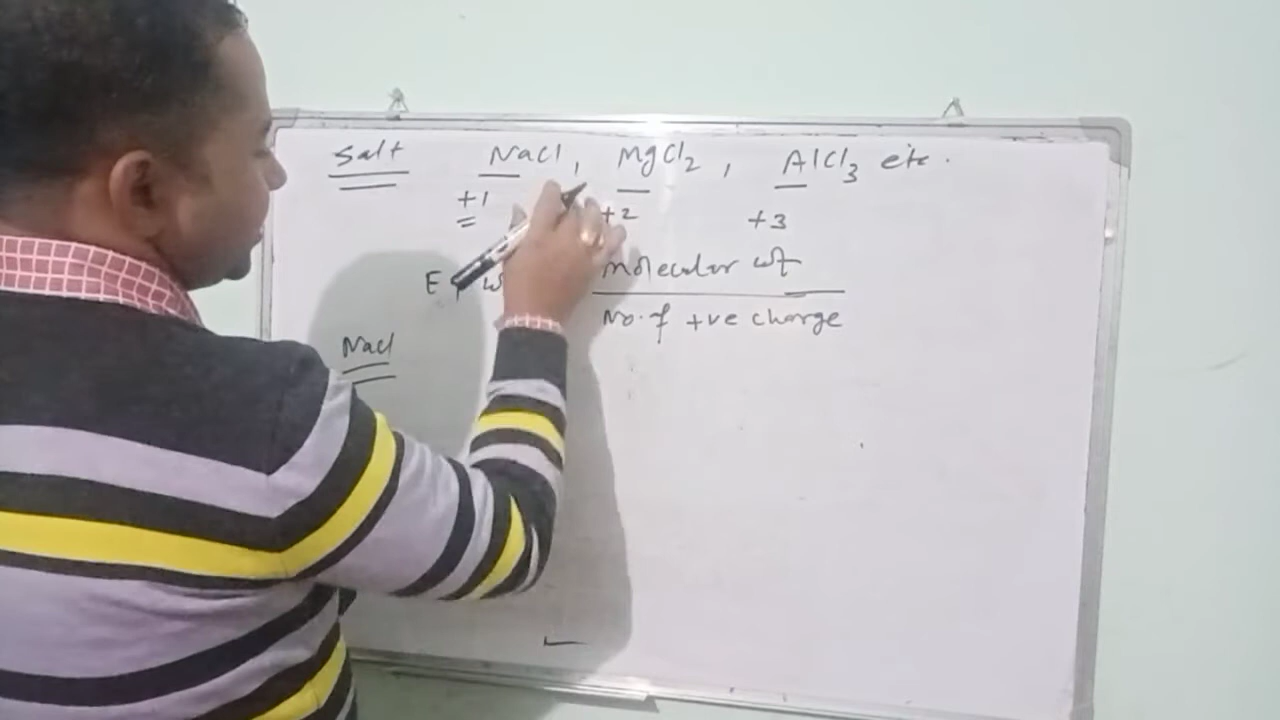 Salt NaCl, MgCl2, AlCl3 etc.
+1 +2 +3
molecular wt
No. of +ve charge
NaCl